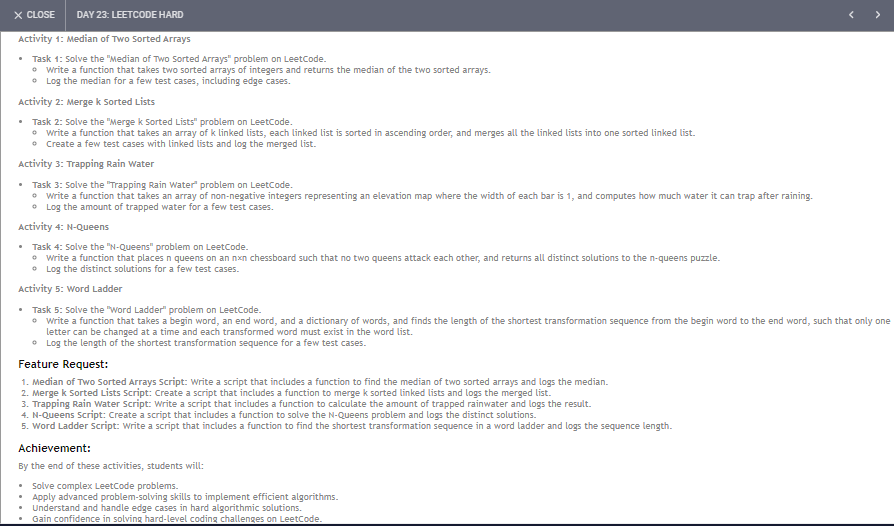 CLOSE DAY 23: LEETCODE HARD
Activity 1: Median of Two Sorted Arrays
Task 1: Solve the "Median of Two Sorted Arrays" problem on LeetCode.
Write a function that takes two sorted arrays of integers and returns the median of the two sorted arrays.
Log the median for a few test cases, including edge cases.
Activity 2: Merge k Sorted Lists
Task 2: Solve the "Merge k Sorted Lists" problem on LeetCode.
Write a function that takes an array of k linked lists, each linked list is sorted in ascending order, and merges all the linked lists into one sorted linked list.
Create a few test cases with linked lists and log the merged list.
Activity 3: Trapping Rain Water
Task 3: Solve the "Trapping Rain Water" problem on LeetCode.
Write a function that takes an array of non-negative integers representing an elevation map where the width of each bar is 1, and computes how much water it can trap after raining.
Log the amount of trapped water for a few test cases.
Activity 4: N-Queens
Task 4: Solve the "N-Queens" problem on LeetCode.
Write a function that places n queens on an n×n chessboard such that no two queens attack each other, and returns all distinct solutions to the n-queens puzzle.
Log the distinct solutions for a few test cases.
Activity 5: Word Ladder
Task 5: Solve the "Word Ladder" problem on LeetCode.
Write a function that takes a begin word, an end word, and a dictionary of words, and finds the length of the shortest transformation sequence from the begin word to the end word, such that only one
letter can be changed at a time and each transformed word must exist in the word list.
Log the length of the shortest transformation sequence for a few test cases.
Feature Request:
1. Median of Two Sorted Arrays Script: Write a script that includes a function to find the median of two sorted arrays and logs the median.
2. Merge k Sorted Lists Script: Create a script that includes a function to merge k sorted linked lists and logs the merged list.
3. Trapping Rain Water Script: Write a script that includes a function to calculate the amount of trapped rainwater and logs the result.
4. N-Queens Script: Create a script that includes a function to solve the N-Queens problem and logs the distinct solutions.
5. Word Ladder Script: Write a script that includes a function to find the shortest transformation sequence in a word ladder and logs the sequence length.
Achievement:
By the end of these activities, students will:
Solve complex LeetCode problems.
Apply advanced problem-solving skills to implement efficient algorithms.
Understand and handle edge cases in hard algorithmic solutions.
Gain confidence in solving hard-level coding challenges on LeetCode.